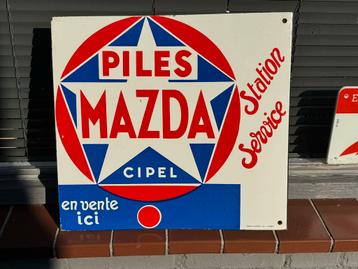 PILES
MAZDA
CIPEL
Station
Service
en vente
ici